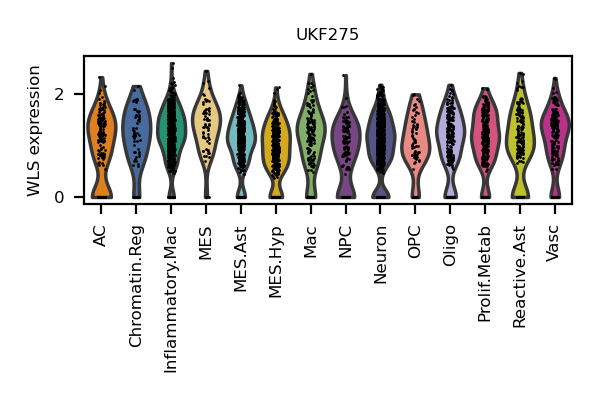 UKF275
WLS expression
2
0
AC
Chromatin.Reg
Inflammatory.Mac
MES
MES.Ast
MES.Hyp
Mac
NPC
Neuron
OPC
Oligo
Prolif.Metab
Reactive.Ast
Vasc